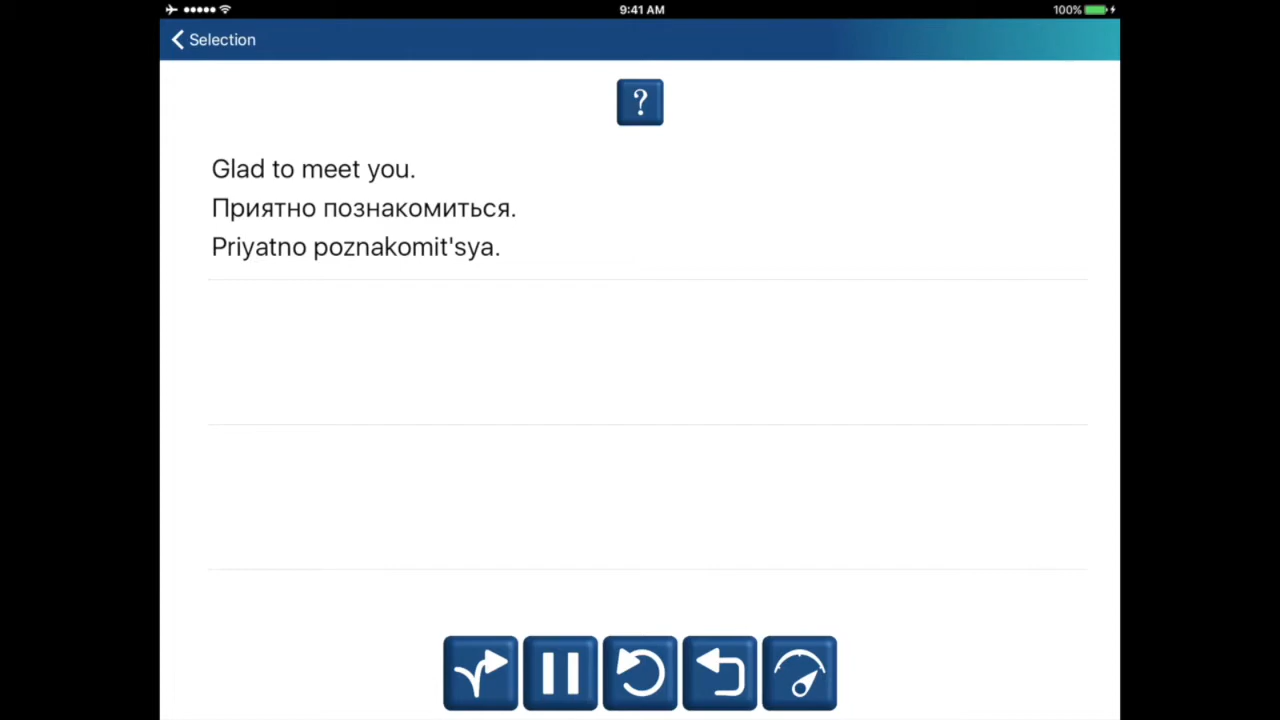 9:41 AM
100%
Selection
?
Glad to meet you.
Приятно познакомиться.
Priyatno poznakomit'sya.